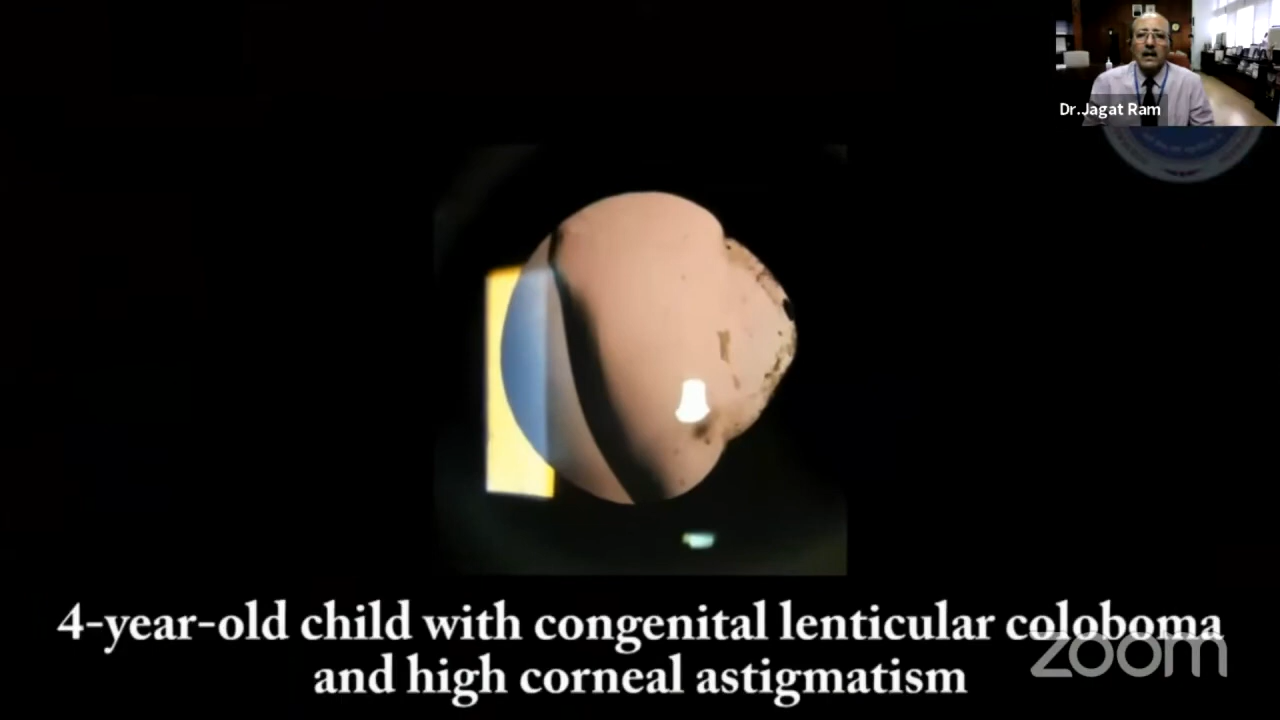 Dr.Jagat Ram
4-year-old child with congenital lenticular coloboma
and high corneal astigmatism
zoom